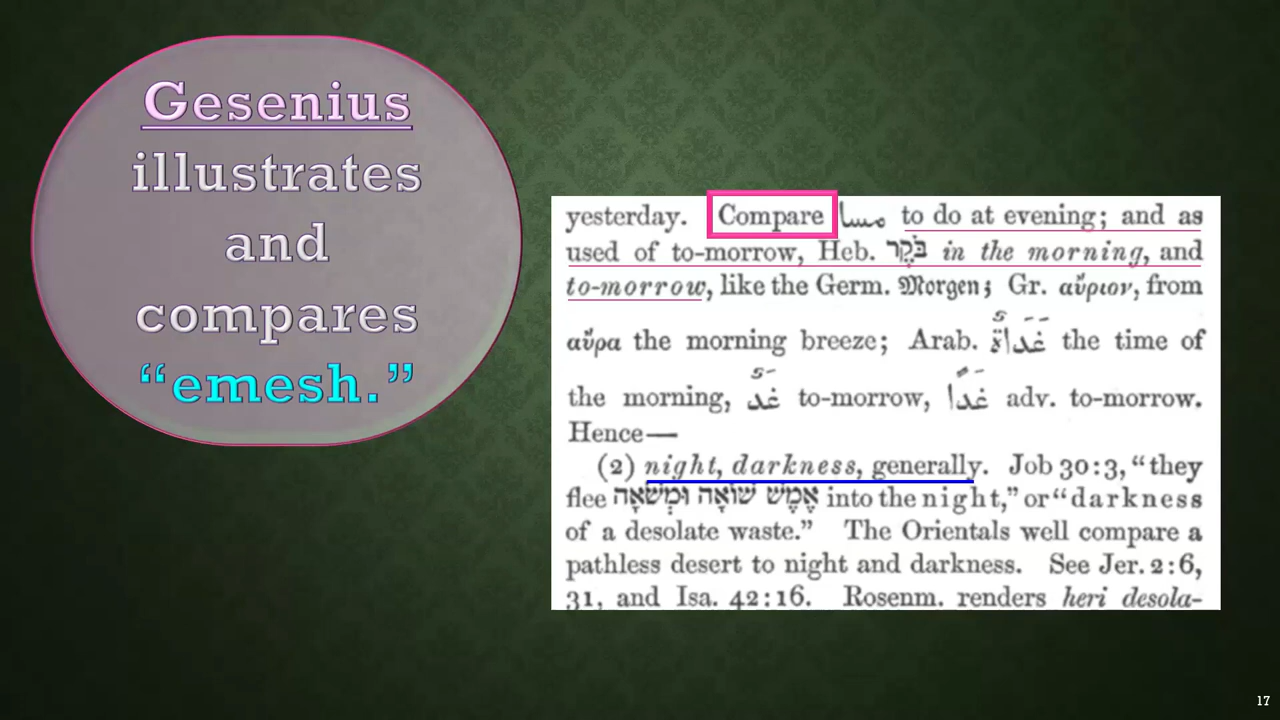 Gesenius
illustrates
and
compares
“emesh.”
yesterday. Compare مسا to do at evening; and as
used of to-morrow, Heb. בֹּקֶר in the morning, and
to-morrow, like the Germ. Morgen; Gr. αὔριον, from
αὔρα the morning breeze; Arab. غَدَاةٌ the time of
the morning, غَدٌ to-morrow, غَدًا adv. to-morrow.
Hence—
(2) night, darkness, generally. Job 30:3, “they
flee אֶמֶשׁ שׁוֹאָה וּמְשֹׁאָה into the night,” or “darkness
of a desolate waste.” The Orientals well compare a
pathless desert to night and darkness. See Jer. 2:6,
31, and Isa. 42:16. Rosenm. renders heri desola-
17